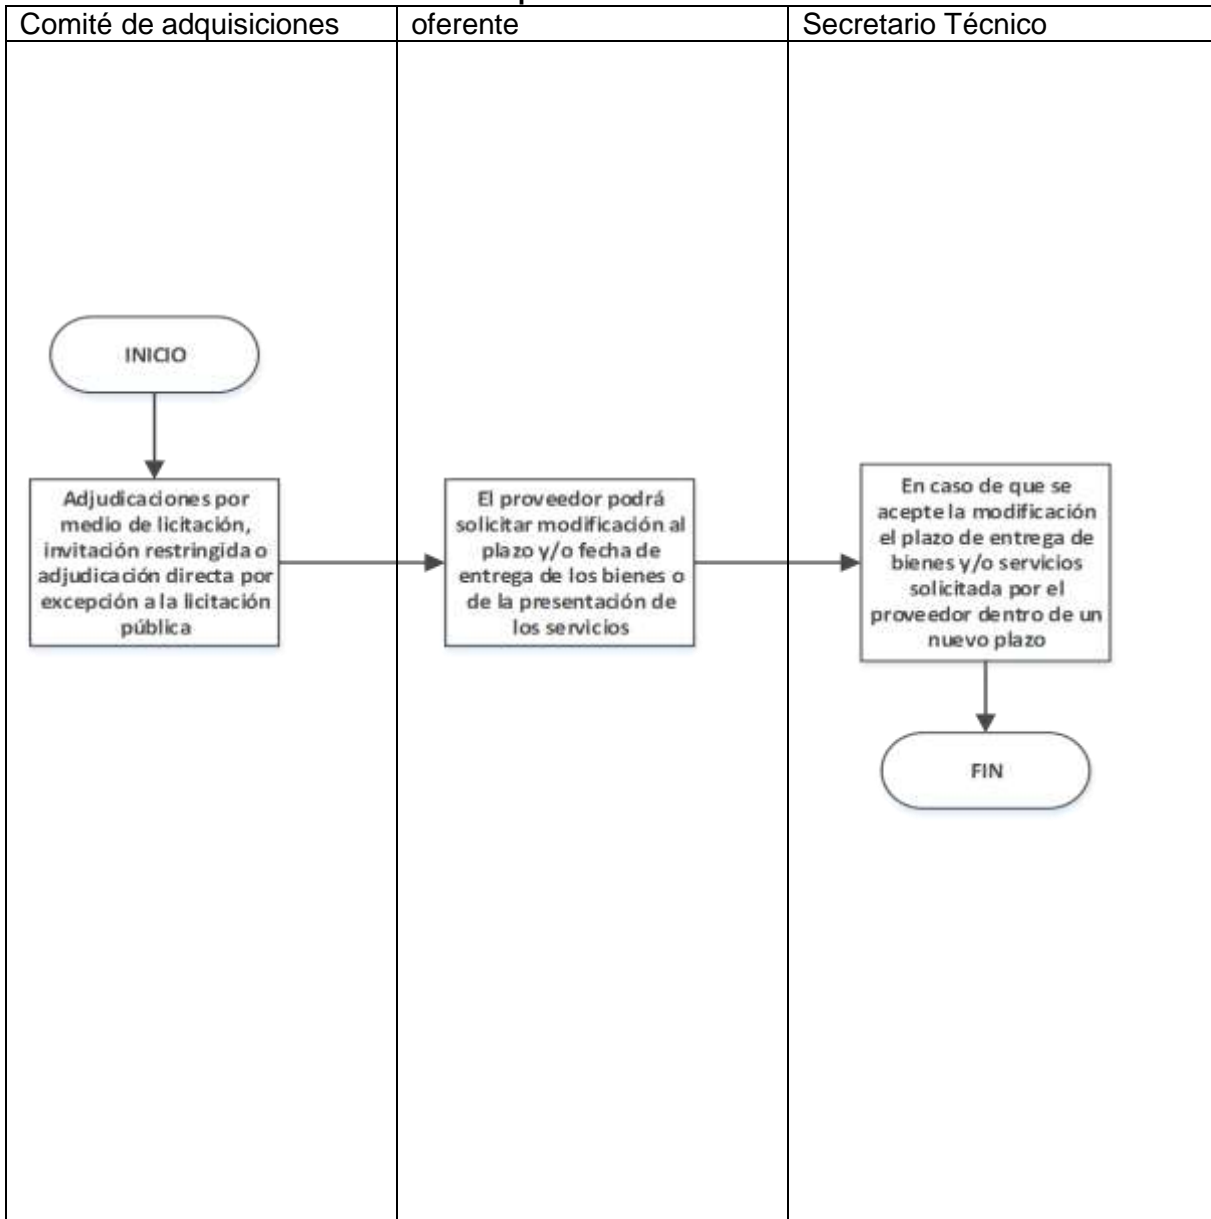 Comité de adquisiciones
oferente
Secretario Técnico
INICIO
Adjudicaciones por
medio de licitación,
invitación restringida o
adjudicación directa por
excepción a la licitación
pública
El proveedor podrá
solicitar modificación al
plazo y/o fecha de
entrega de los bienes o
de la presentación de
los servicios
En caso de que se
acepte la modificación
el plazo de entrega de
bienes y/o servicios
solicitada por el
proveedor dentro de un
nuevo plazo
FIN